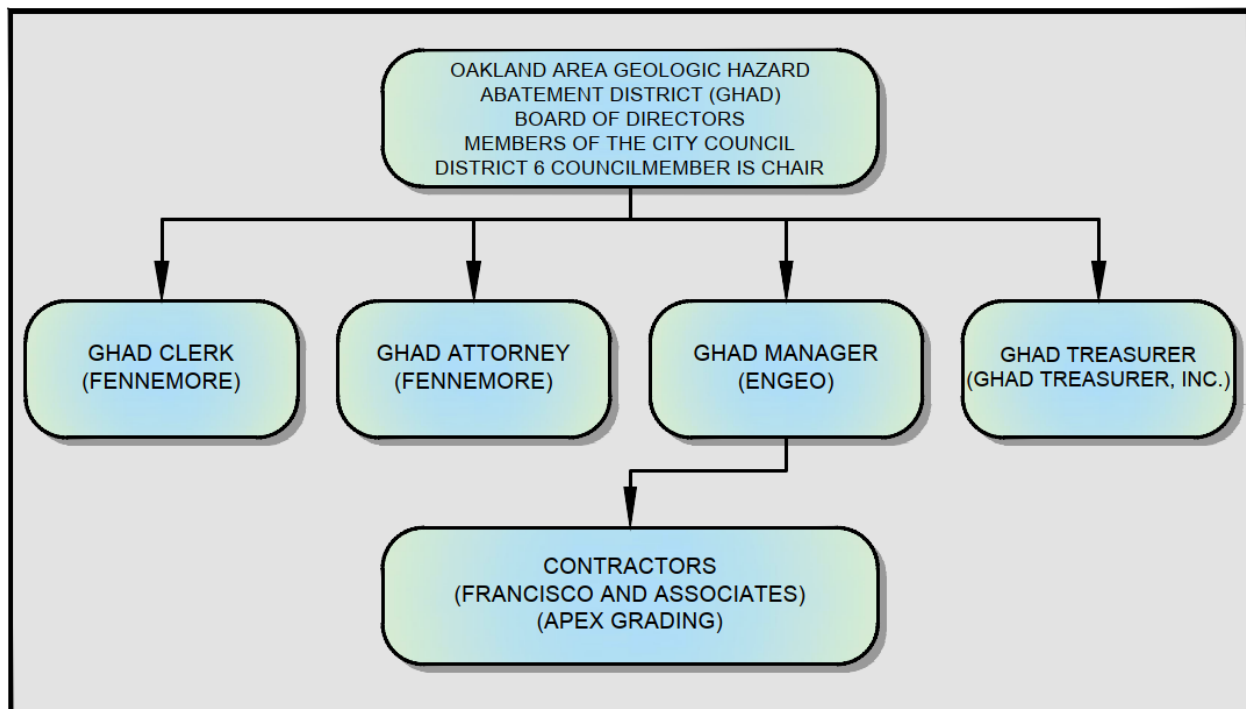 OAKLAND AREA GEOLOGIC HAZARD
ABATEMENT DISTRICT (GHAD)
BOARD OF DIRECTORS
MEMBERS OF THE CITY COUNCIL
DISTRICT 6 COUNCILMEMBER IS CHAIR
GHAD CLERK
(FENNEMORE)
GHAD ATTORNEY
(FENNEMORE)
GHAD MANAGER
(ENGEO)
GHAD TREASURER
(GHAD TREASURER, INC.)
CONTRACTORS
(FRANCISCO AND ASSOCIATES)
(APEX GRADING)